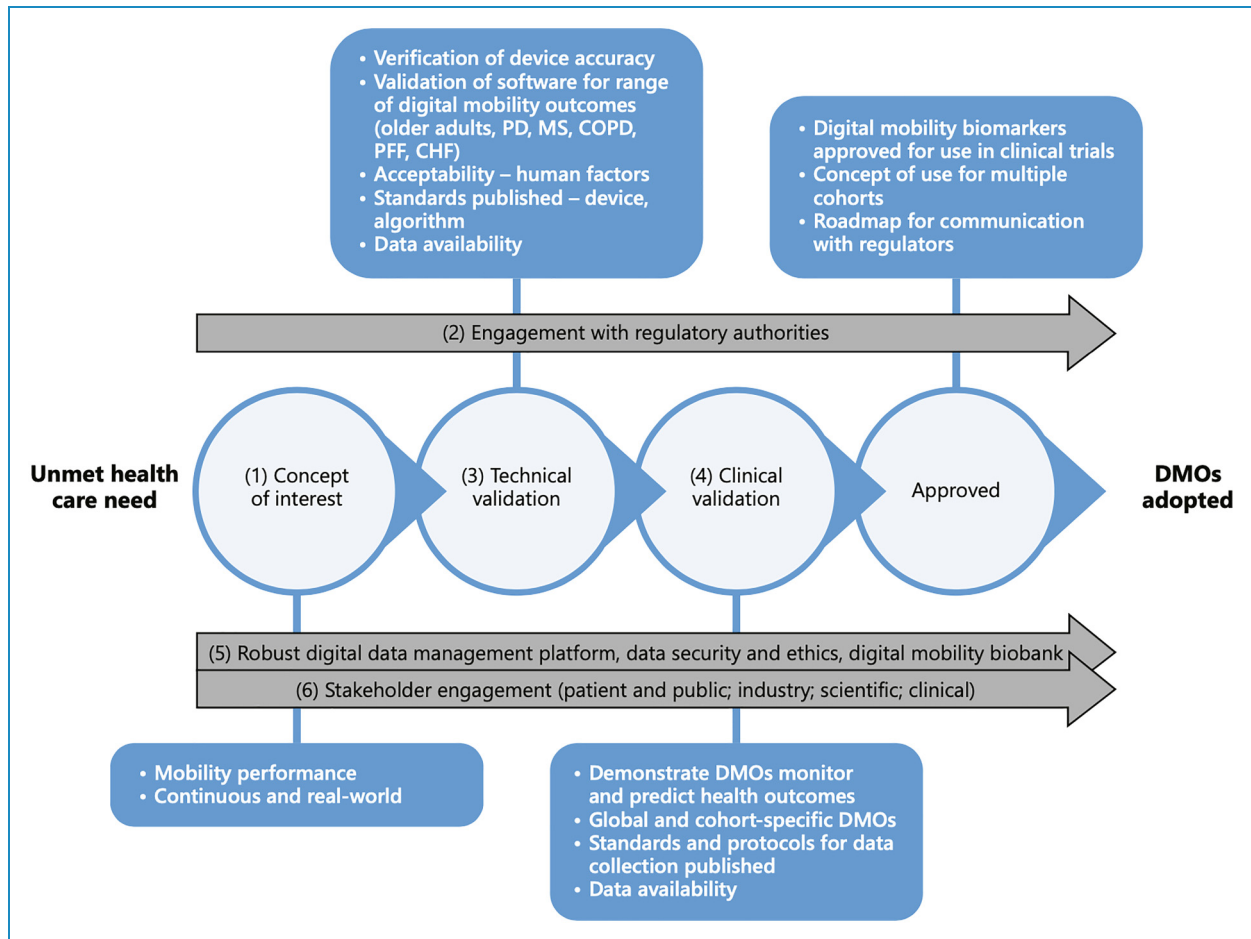 • Verification of device accuracy
• Validation of software for range
of digital mobility outcomes
(older adults, PD, MS, COPD,
PFF, CHF)
• Acceptability – human factors
• Standards published – device,
algorithm
• Data availability
• Digital mobility biomarkers
approved for use in clinical trials
• Concept of use for multiple
cohorts
• Roadmap for communication
with regulators
(2) Engagement with regulatory authorities
Unmet health
care need
(1) Concept
of interest
(3) Technical
validation
(4) Clinical
validation
Approved
DMOs
adopted
(5) Robust digital data management platform, data security and ethics, digital mobility biobank
(6) Stakeholder engagement (patient and public; industry; scientific; clinical)
• Mobility performance
• Continuous and real-world
• Demonstrate DMOs monitor
and predict health outcomes
• Global and cohort-specific DMOs
• Standards and protocols for data
collection published
• Data availability